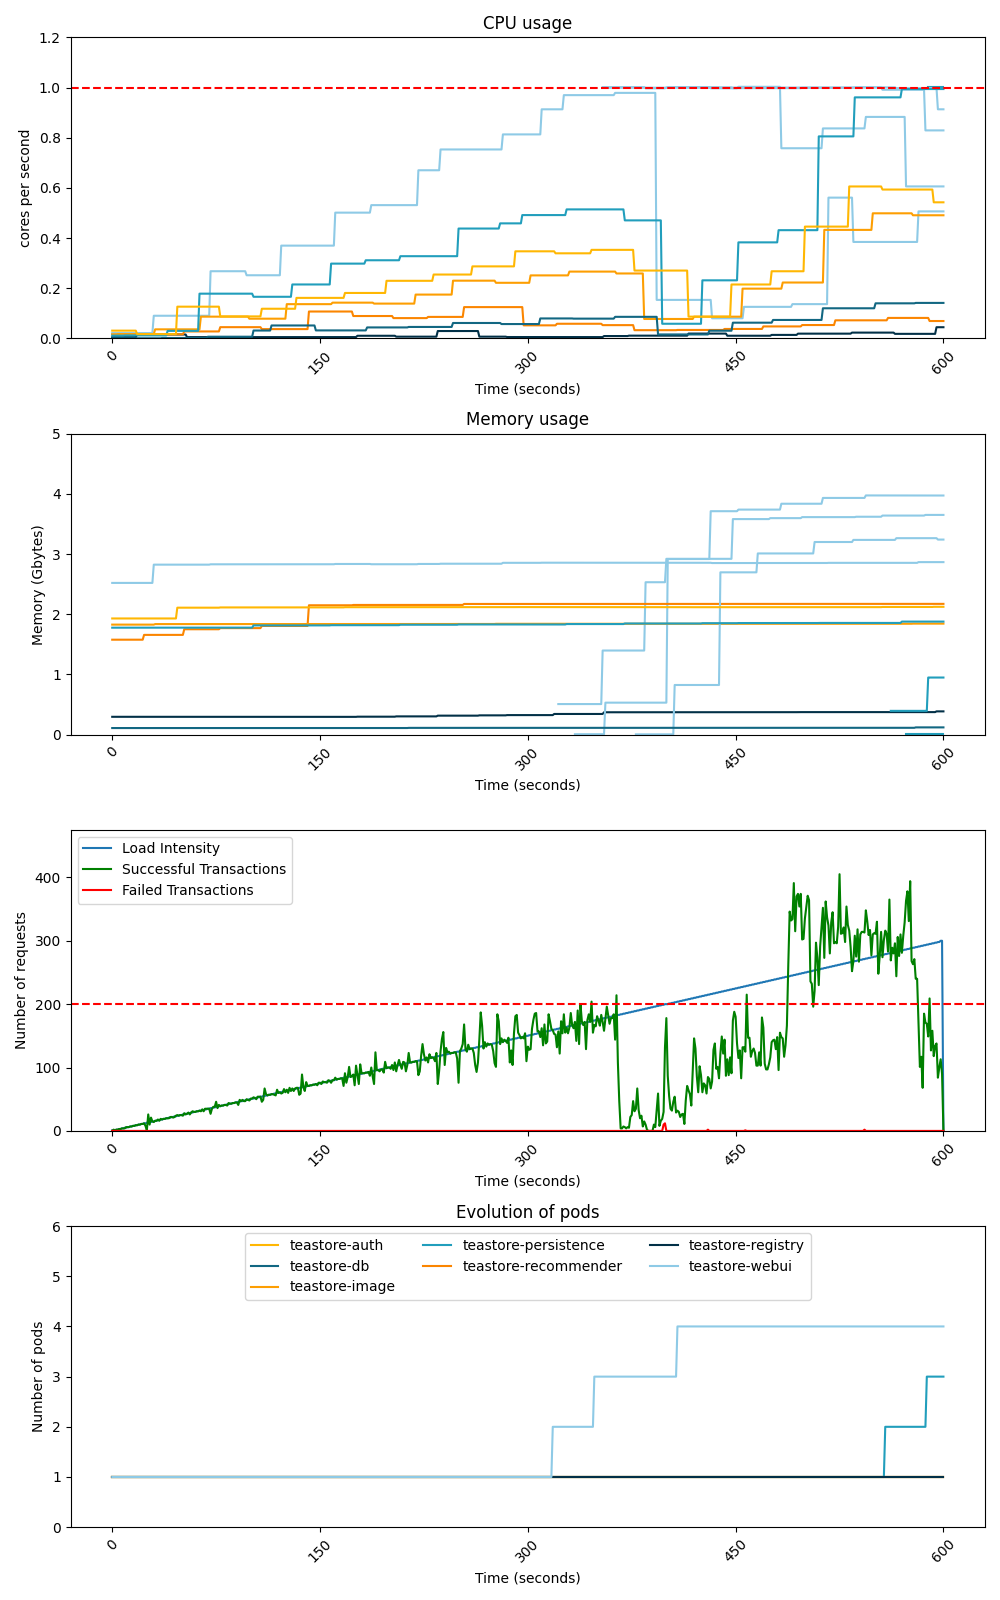 CPU usage
cores per second
1.2
1.0
0.8
0.6
0.4
0.2
0.0
0 150 300 450 600
Time (seconds)
Memory usage
Memory (Gbytes)
5
4
3
2
1
0
0 150 300 450 600
Time (seconds)
Number of requests
400
300
200
100
0
Load Intensity
Successful Transactions
Failed Transactions
0 150 300 450 600
Time (seconds)
Evolution of pods
Number of pods
6
5
4
3
2
1
0
teastore-auth teastore-persistence teastore-registry
teastore-db teastore-recommender teastore-webui
teastore-image
0 150 300 450 600
Time (seconds)